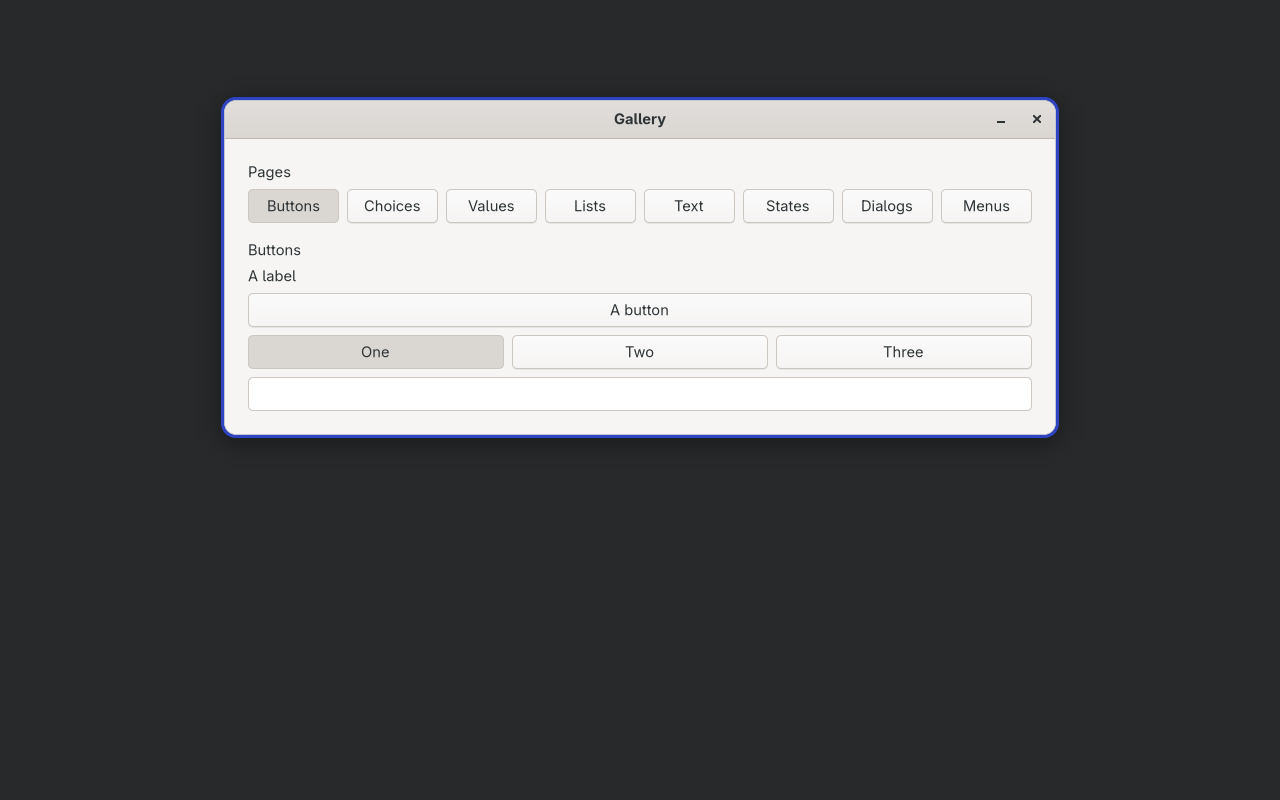 Gallery
Pages
Buttons Choices Values Lists Text States Dialogs Menus
Buttons
A label
A button
One Two Three